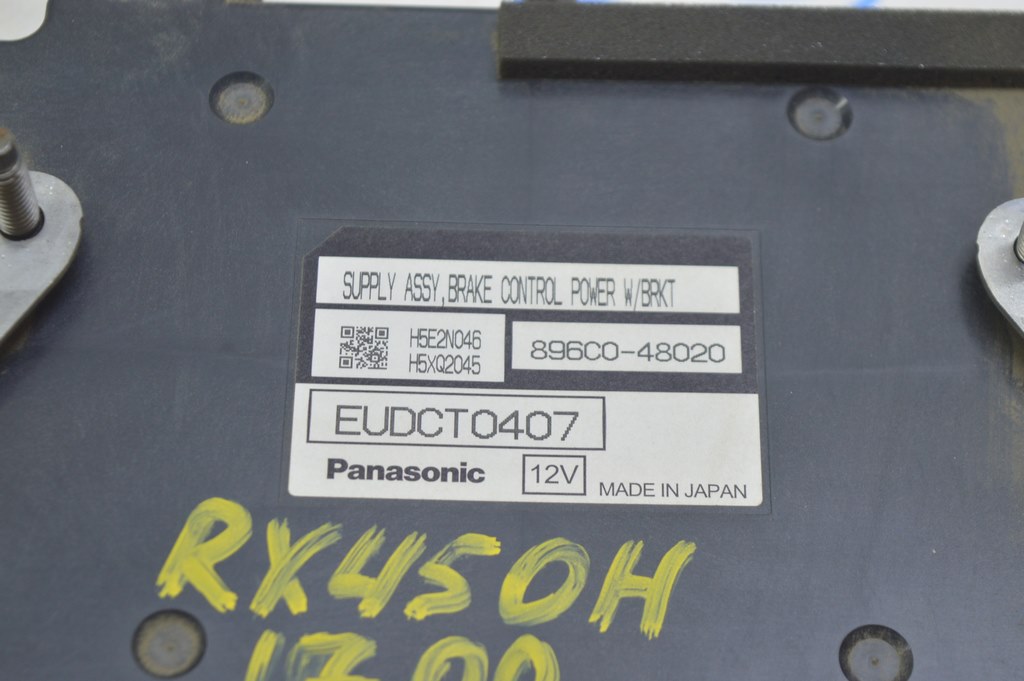 SUPPLY ASSY,BRAKE CONTROL POWER W/BRKT
H5E2N046
H5XQ2045
896C0-48020
EUDCT0407
Panasonic
12V
MADE IN JAPAN
RX450H